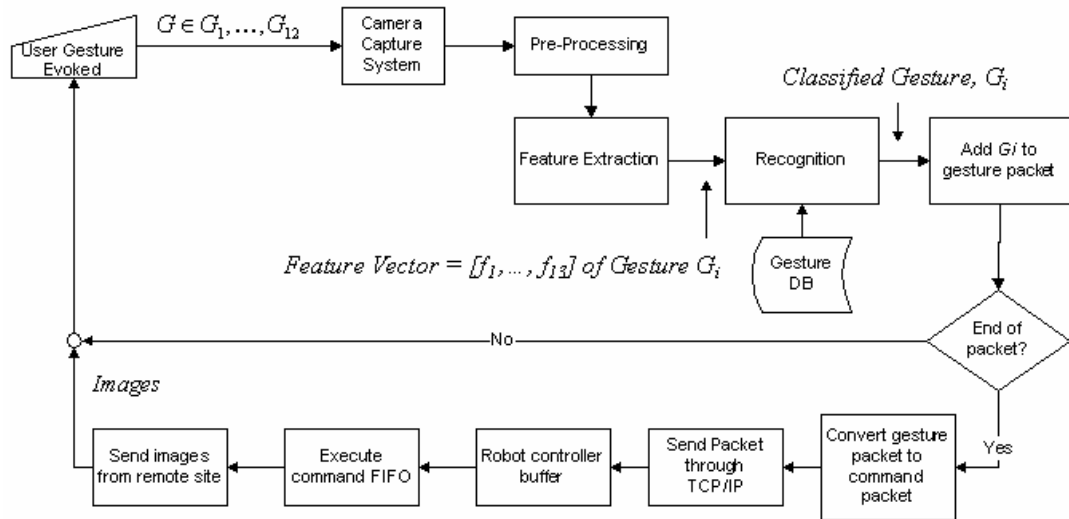 User Gesture
Evoked
G ∈ G₁,...,G₁₂
Camera
Capture
System
Pre-Processing
Feature Extraction
Recognition
Classified Gesture, Gᵢ
Add Gi to
gesture packet
Feature Vector = [f₁, ..., f₁₃] of Gesture Gᵢ
Gesture
DB
End of
packet?
No
Yes
Convert gesture
packet to
command
packet
Send Packet
through
TCP/IP
Robot controller
buffer
Execute
command FIFO
Send images
from remote site
Images